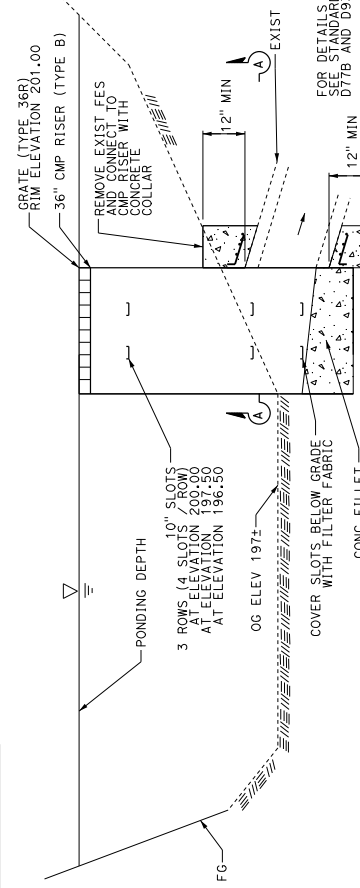 GRATE (TYPE 36R)
RIM ELEVATION 201.00
36" CMP RISER (TYPE B)
REMOVE EXIST FES
AND CONNECT TO
CMP RISER WITH
CONCRETE
COLLAR
12" MIN
A
EXIST
FOR DETAILS
SEE STANDARD
12" MIN
PONDING DEPTH
10" SLOTS
3 ROWS (4 SLOTS / ROW)
AT ELEVATION 200.00
AT ELEVATION 197.50
AT ELEVATION 196.50
A
OG ELEV 197±
COVER SLOTS BELOW GRADE
WITH FILTER FABRIC
CONC FILLET
FG